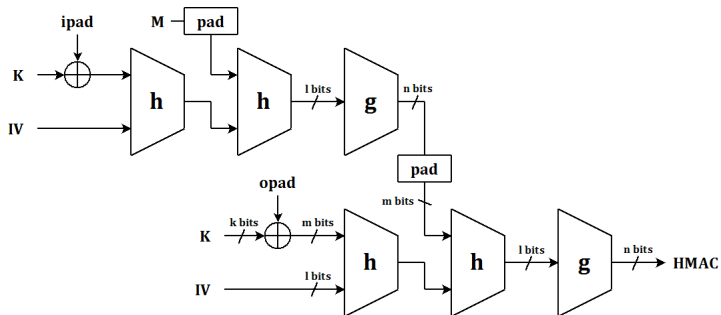 ipad
M
pad
K
h
h
l bits
g
n bits
IV
pad
opad
m bits
K
k bits
m bits
h
h
l bits
g
n bits
HMAC
IV
l bits